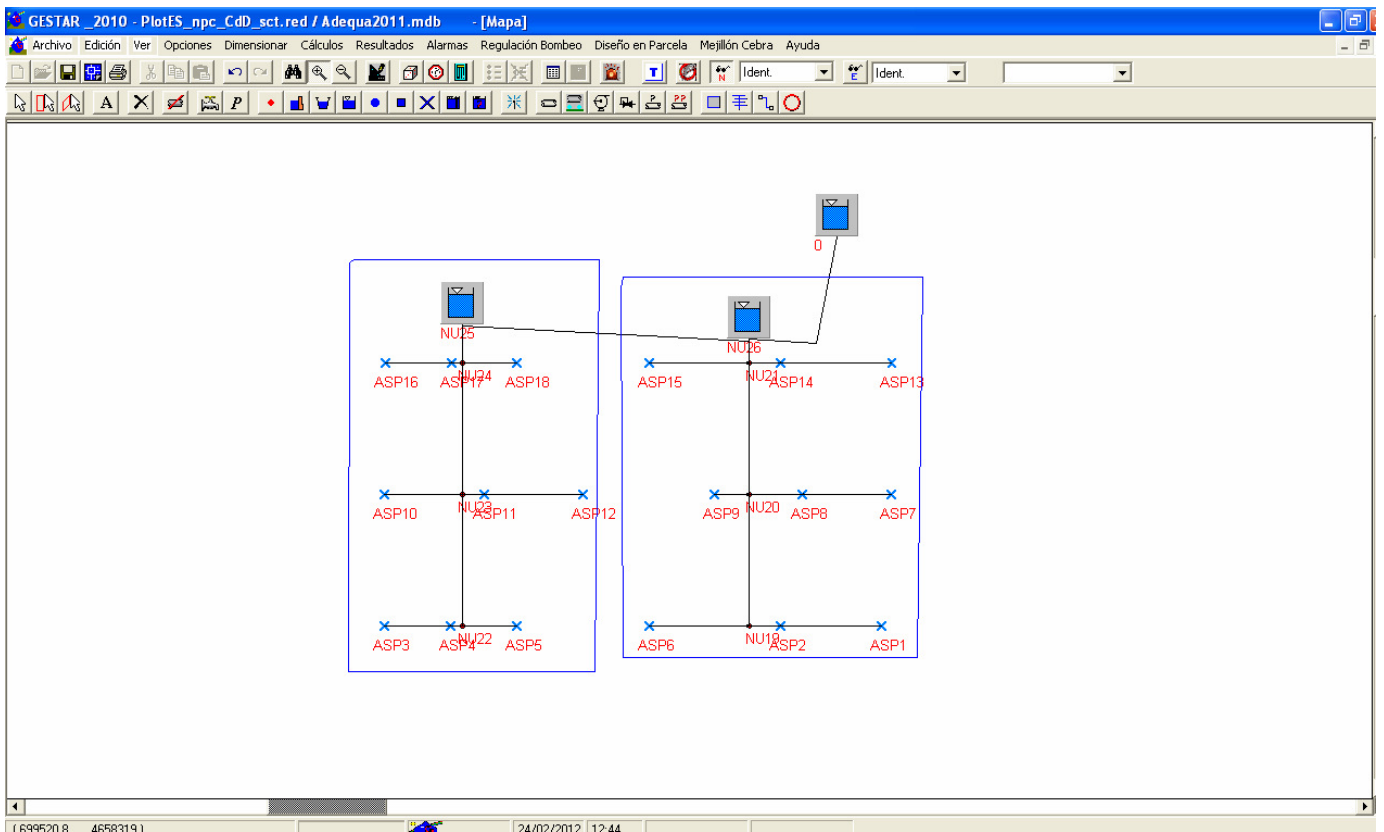 GESTAR _2010 - PlotES_npc_CdD_sct.red / Adequa2011.mdb - [Mapa]
Archivo Edición Ver Opciones Dimensionar Cálculos Resultados Alarmas Regulación Bombeo Diseño en Parcela Mejillón Cebra Ayuda
T N Ident. E Ident.
A P
0
NU25
NU26
ASP16 ASP17 NU24 ASP18 ASP15 NU21 ASP14 ASP13
ASP10 NU23 ASP11 ASP12 ASP9 NU20 ASP8 ASP7
ASP3 ASP4 NU22 ASP5 ASP6 NU19 ASP2 ASP1
( 699520.8 4658319 ) 24/02/2012 12:44